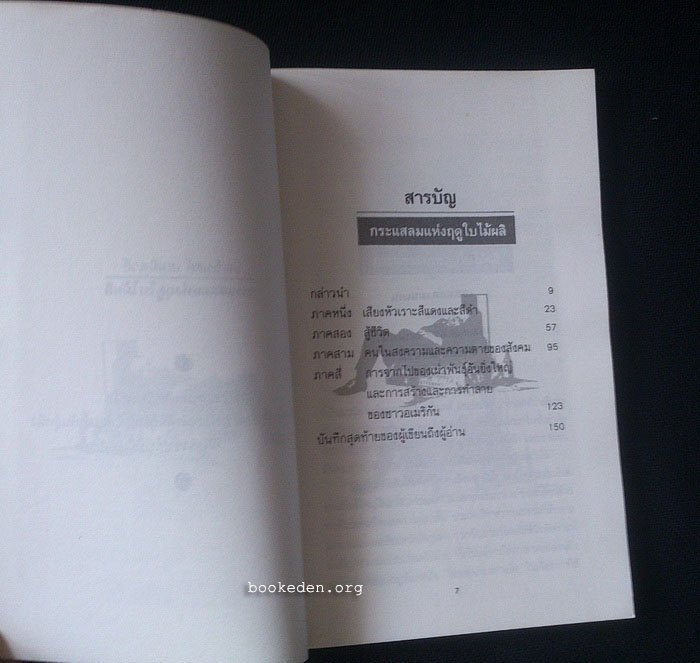 สารบัญ
กระแสลมแห่งฤดูใบไม้ผลิ
กล่าวนำ 9
ภาคหนึ่ง เสียงหัวเราะสีแดงและสีดำ 23
ภาคสอง สู้ชีวิต 57
ภาคสาม คนในสงครามและความตายของสังคม 95
ภาคสี่ การจากไปของเผ่าพันธุ์อันยิ่งใหญ่
และการสร้างและการทำลาย
ของชาวอเมริกัน 123
บันทึกสุดท้ายของผู้เขียนถึงผู้อ่าน 150
bookeden.org
7